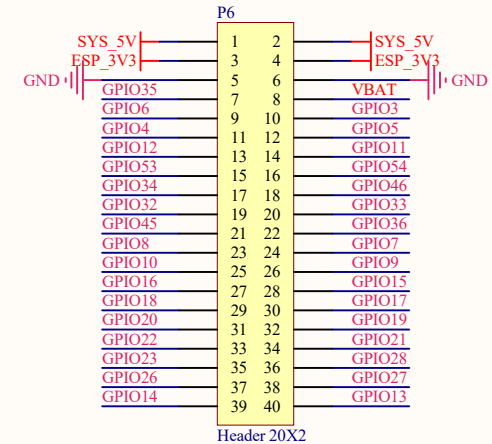 P6
SYS_5V 1 2 SYS_5V
ESP_3V3 3 4 ESP_3V3
GND 5 6 GND
GPIO35 7 8 VBAT
GPIO6 9 10 GPIO3
GPIO4 11 12 GPIO5
GPIO12 13 14 GPIO11
GPIO53 15 16 GPIO54
GPIO34 17 18 GPIO46
GPIO32 19 20 GPIO33
GPIO45 21 22 GPIO36
GPIO8 23 24 GPIO7
GPIO10 25 26 GPIO9
GPIO16 27 28 GPIO15
GPIO18 29 30 GPIO17
GPIO20 31 32 GPIO19
GPIO22 33 34 GPIO21
GPIO23 35 36 GPIO28
GPIO26 37 38 GPIO27
GPIO14 39 40 GPIO13
Header 20X2